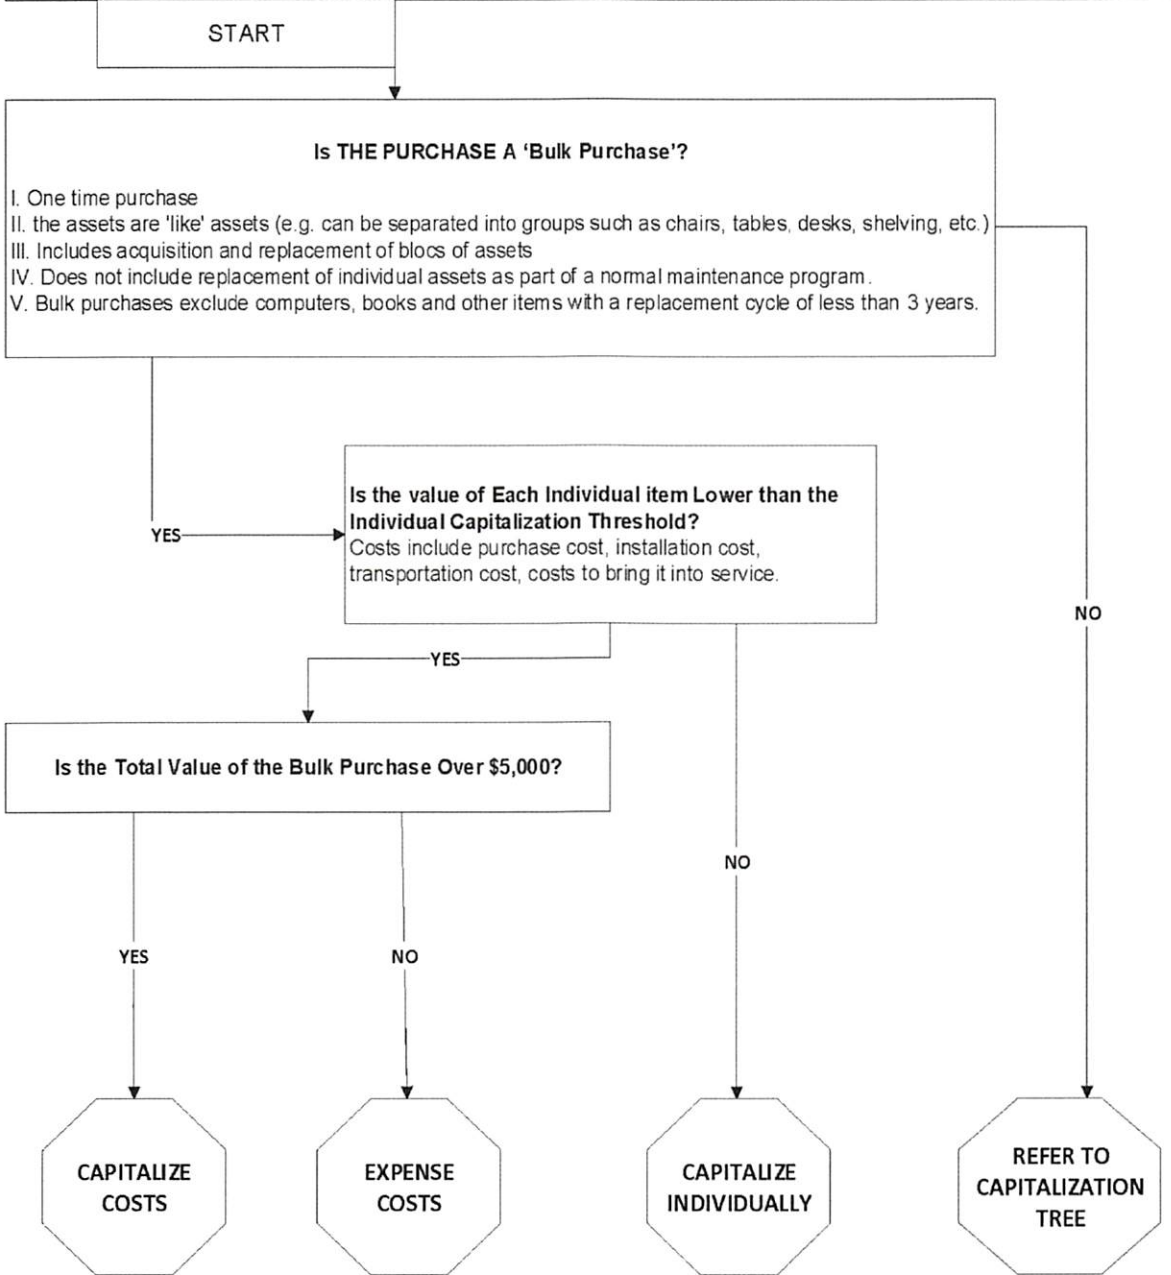 START
Is THE PURCHASE A ‘Bulk Purchase’?
I. One time purchase
II. the assets are 'like' assets (e.g. can be separated into groups such as chairs, tables, desks, shelving, etc.)
III. Includes acquisition and replacement of blocs of assets
IV. Does not include replacement of individual assets as part of a normal maintenance program.
V. Bulk purchases exclude computers, books and other items with a replacement cycle of less than 3 years.
Is the value of Each Individual item Lower than the
Individual Capitalization Threshold?
Costs include purchase cost, installation cost,
transportation cost, costs to bring it into service.
YES
NO
YES
Is the Total Value of the Bulk Purchase Over $5,000?
NO
YES
NO
CAPITALIZE
COSTS
EXPENSE
COSTS
CAPITALIZE
INDIVIDUALLY
REFER TO
CAPITALIZATION
TREE